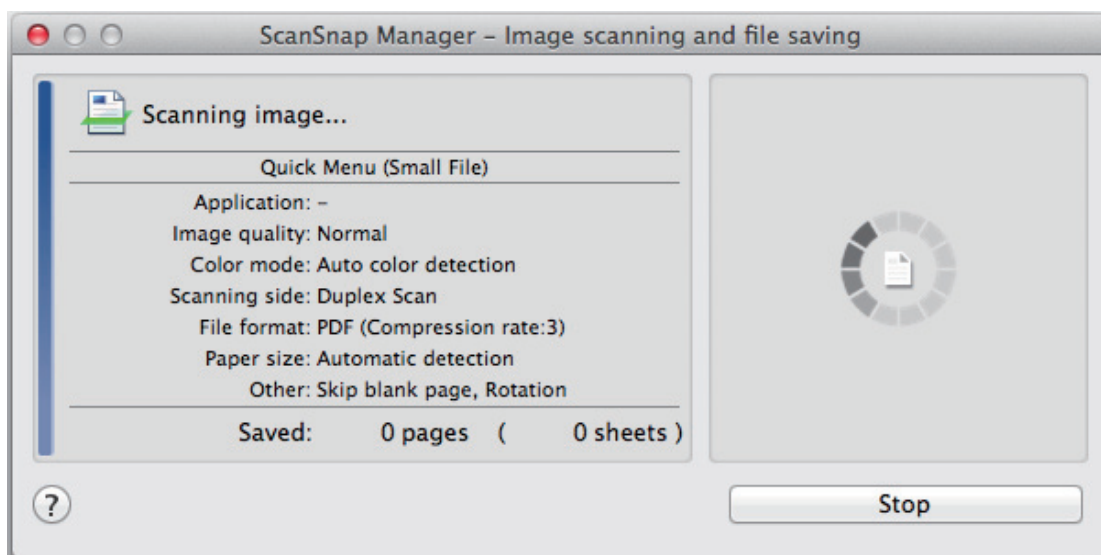 ScanSnap Manager – Image scanning and file saving
Scanning image...
Quick Menu (Small File)
Application: –
Image quality: Normal
Color mode: Auto color detection
Scanning side: Duplex Scan
File format: PDF (Compression rate:3)
Paper size: Automatic detection
Other: Skip blank page, Rotation
Saved: 0 pages ( 0 sheets )
? Stop